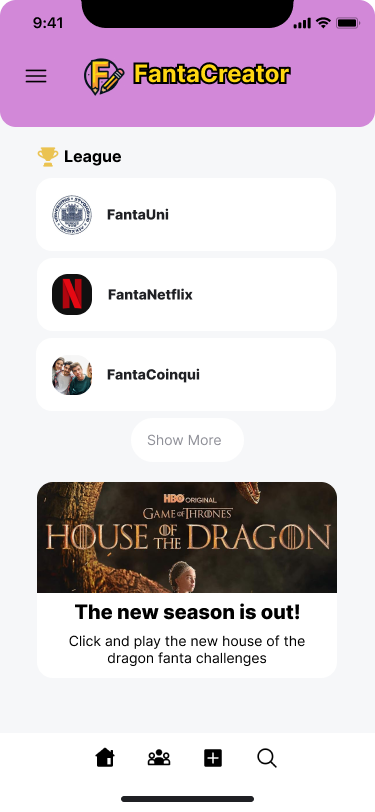 9:41
FantaCreator
League
FantaUni
FantaNetflix
FantaCoinqui
Show More
HBO ORIGINAL
GAME OF THRONES
HOUSE OF THE DRAGON
The new season is out!
Click and play the new house of the
dragon fanta challenges